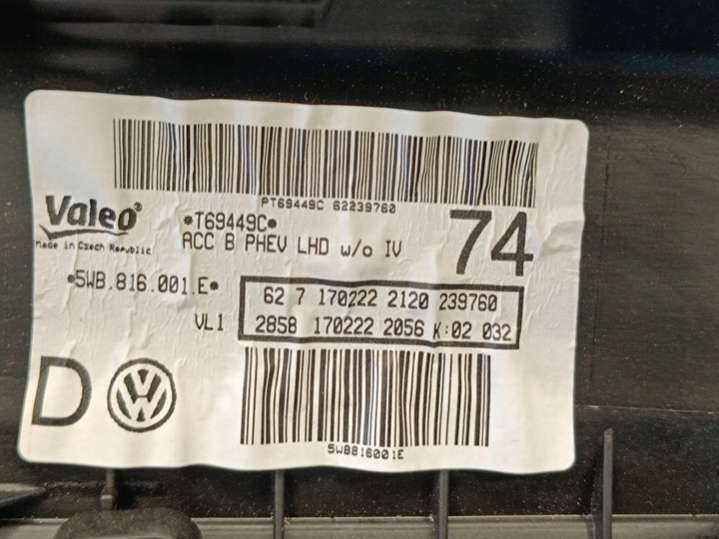 PT69449C 62239760
Valeo
Made in Czech Republic
*T69449C*
ACC B PHEV LHD w/o IV
74
*5WB.816.001.E*
62 7 170222 2120 239760
VL1
2858 170222 2056 K:02 032
D
VW
5WB816001E